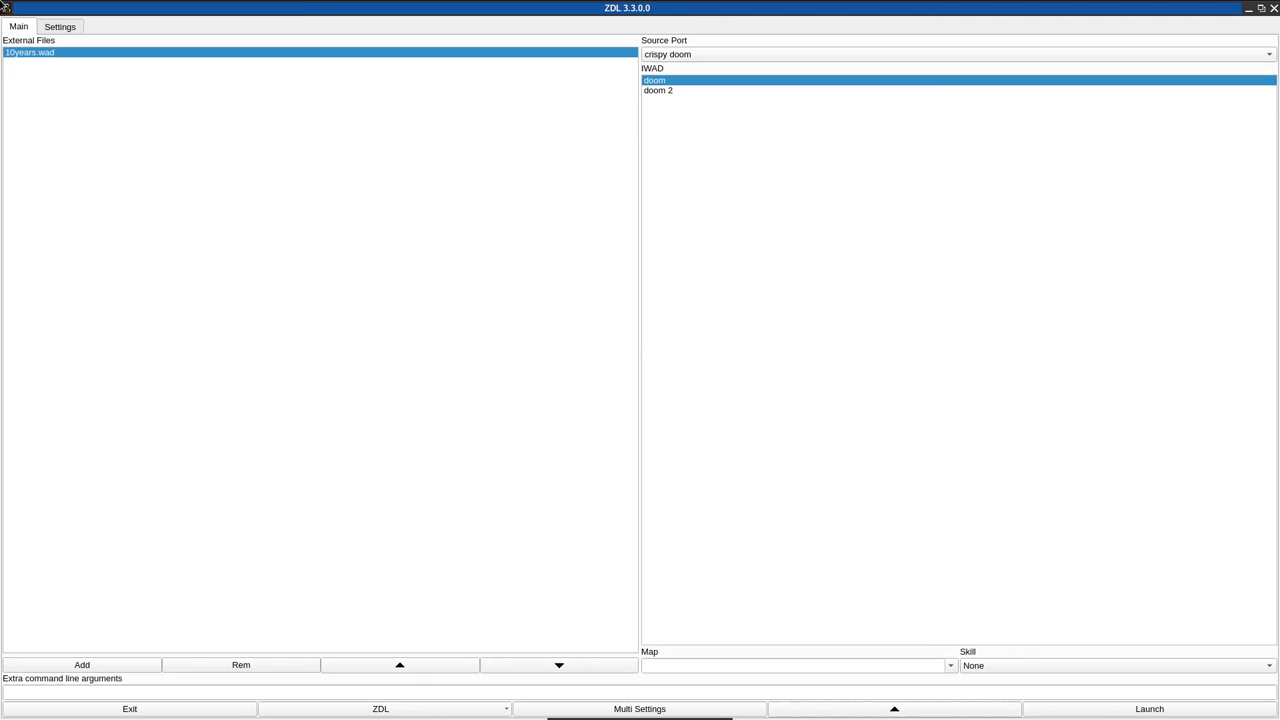 ZDL 3.3.0.0
Main
Settings
External Files
10years.wad
Source Port
crispy doom
IWAD
doom
doom 2
Map
Skill
None
Add
Rem
Extra command line arguments
Exit
ZDL
Multi Settings
Launch